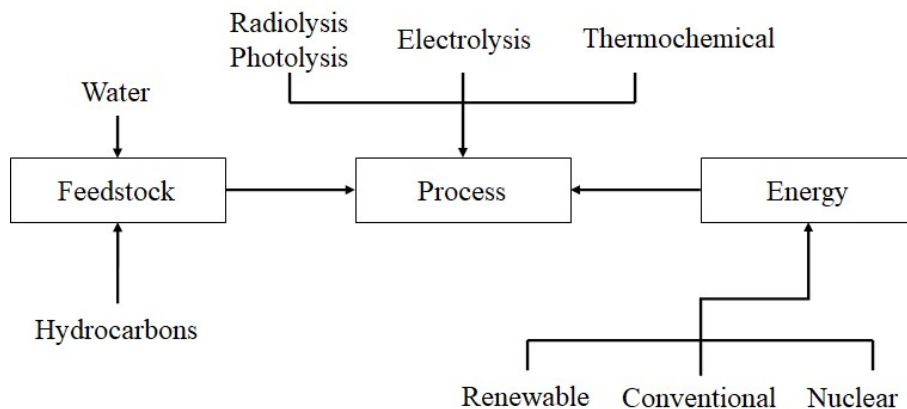 Radiolysis
Photolysis
Electrolysis
Thermochemical
Water
Feedstock
Process
Energy
Hydrocarbons
Renewable
Conventional
Nuclear